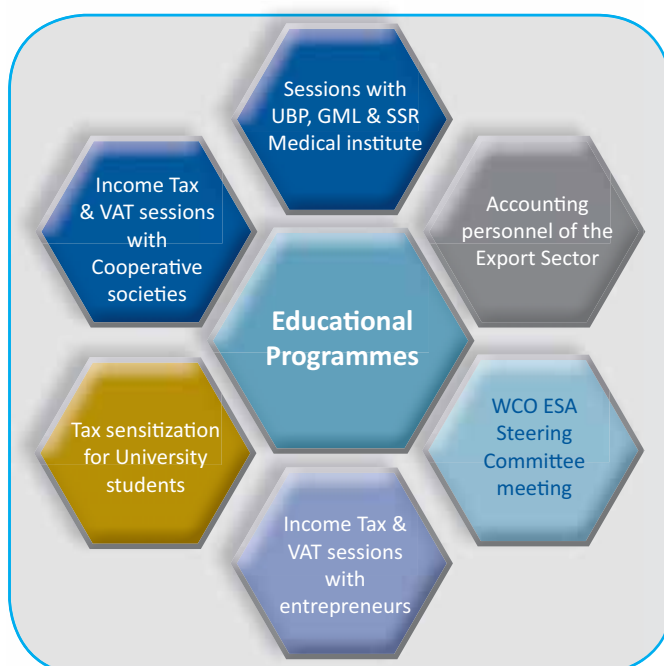 Sessions with
UBP, GML & SSR
Medical institute
Income Tax
& VAT sessions
with
Cooperative
societies
Accounting
personnel of the
Export Sector
Educational
Programmes
Tax sensitization
for University
students
WCO ESA
Steering
Committee
meeting
Income Tax &
VAT sessions
with
entrepreneurs